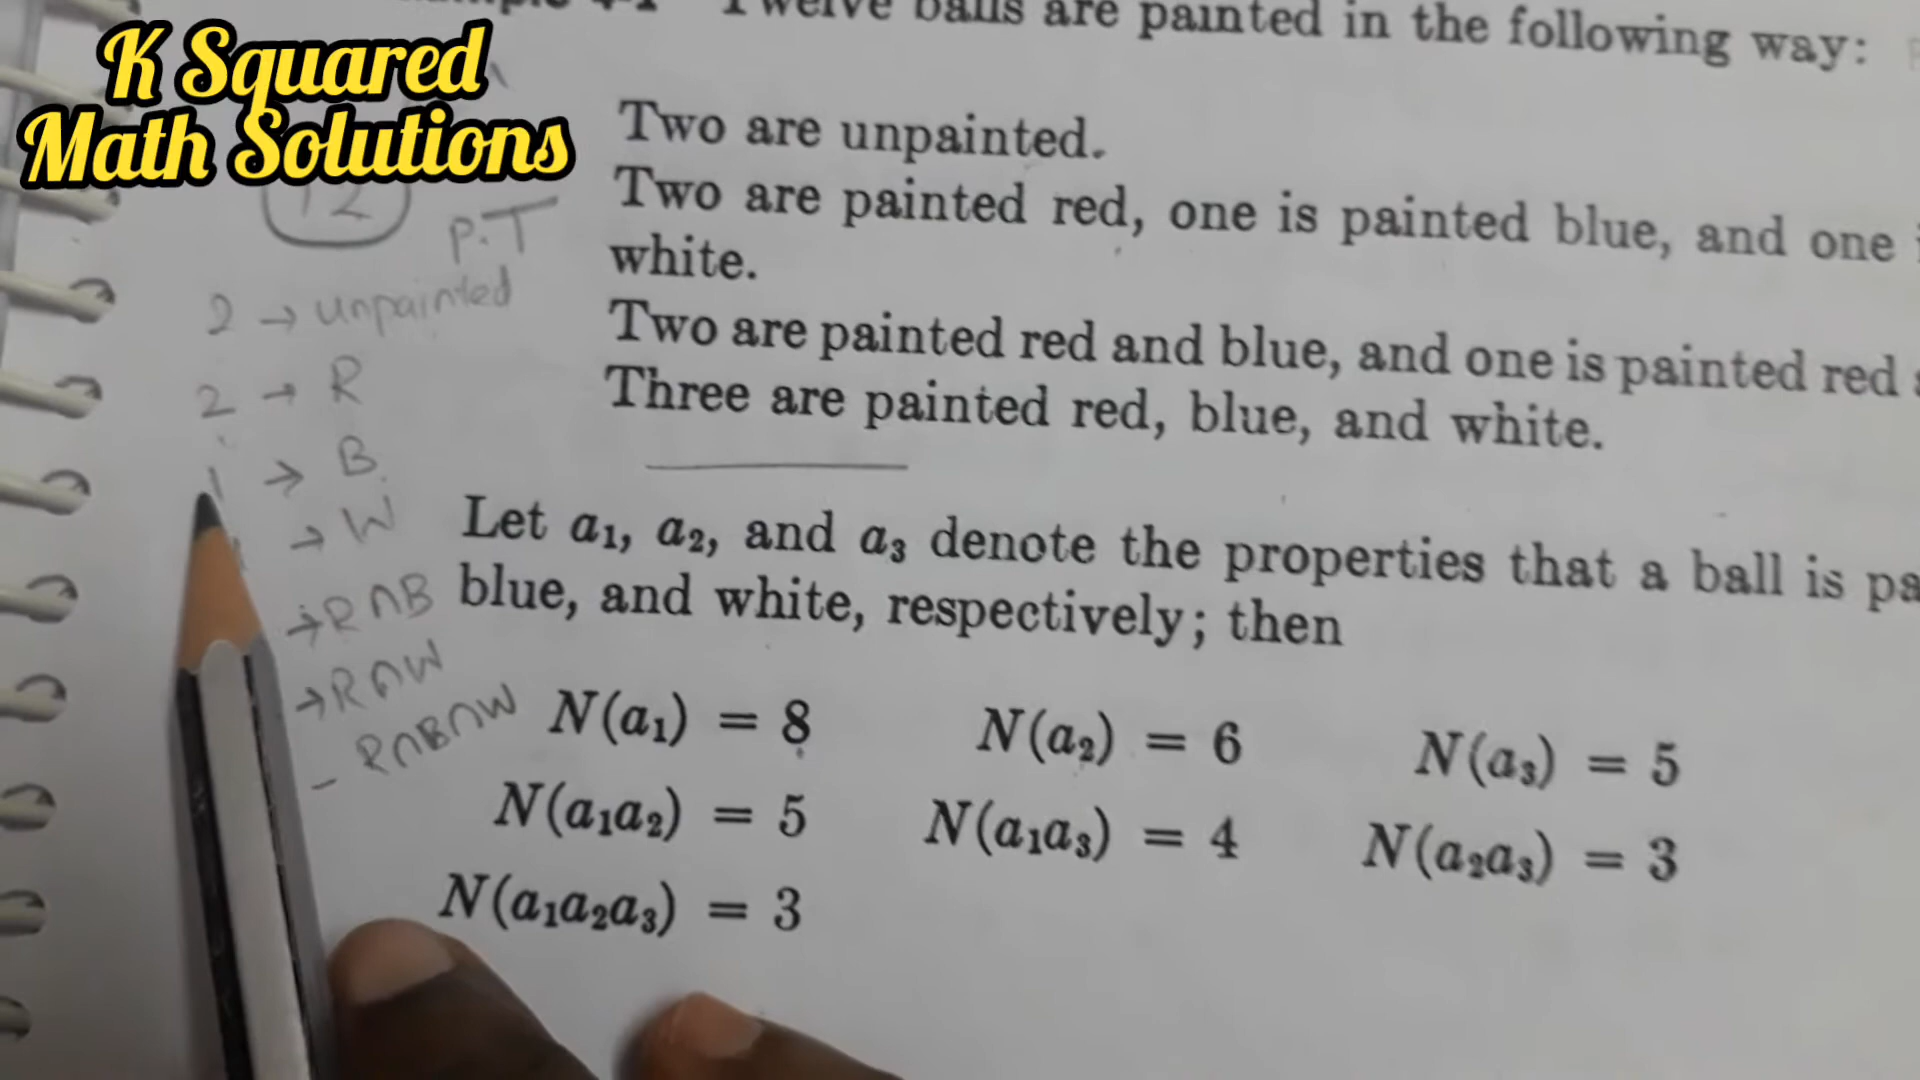 K Squared
Math Solutions
Twelve balls are painted in the following way:
Two are unpainted.
Two are painted red, one is painted blue, and one
white.
Two are painted red and blue, and one is painted red
Three are painted red, blue, and white.
Let a₁, a₂, and a₃ denote the properties that a ball is
blue, and white, respectively; then
N(a₁) = 8 N(a₂) = 6 N(a₃) = 5
N(a₁a₂) = 5 N(a₁a₃) = 4 N(a₂a₃) = 3
N(a₁a₂a₃) = 3
12
P.T
2 → unpainted
2 → R
1 → B
→ W
→ R∩B
→ R∩W
- R∩B∩W